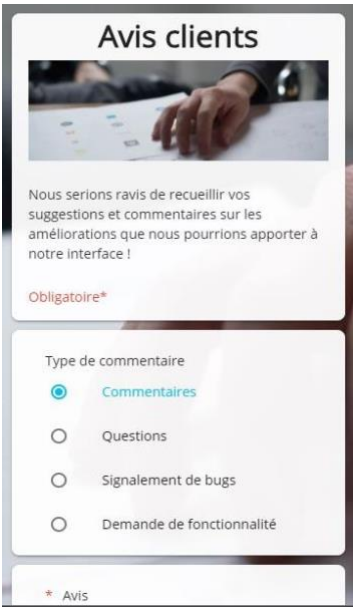 Avis clients
Nous serions ravis de recueillir vos
suggestions et commentaires sur les
améliorations que nous pourrions apporter à
notre interface !
Obligatoire*
Type de commentaire
Commentaires
Questions
Signalement de bugs
Demande de fonctionnalité
* Avis